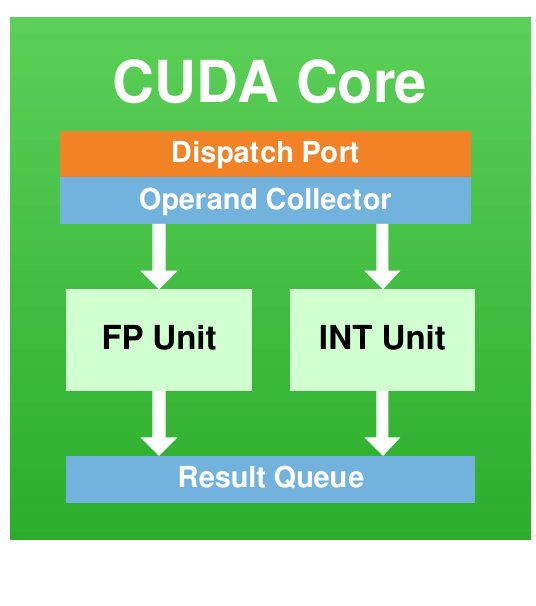 CUDA Core
Dispatch Port
Operand Collector
FP Unit
INT Unit
Result Queue